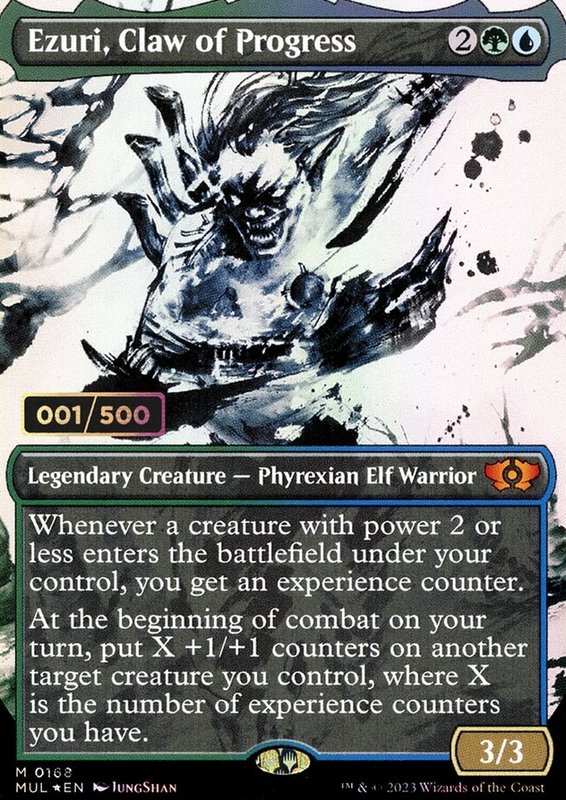 Ezuri, Claw of Progress 2
001/500
Legendary Creature — Phyrexian Elf Warrior
Whenever a creature with power 2 or
less enters the battlefield under your
control, you get an experience counter.
At the beginning of combat on your
turn, put X +1/+1 counters on another
target creature you control, where X
is the number of experience counters
you have.
3/3
M 0168
MUL ★ EN JUNGSHAN
™ & © 2023 Wizards of the Coast